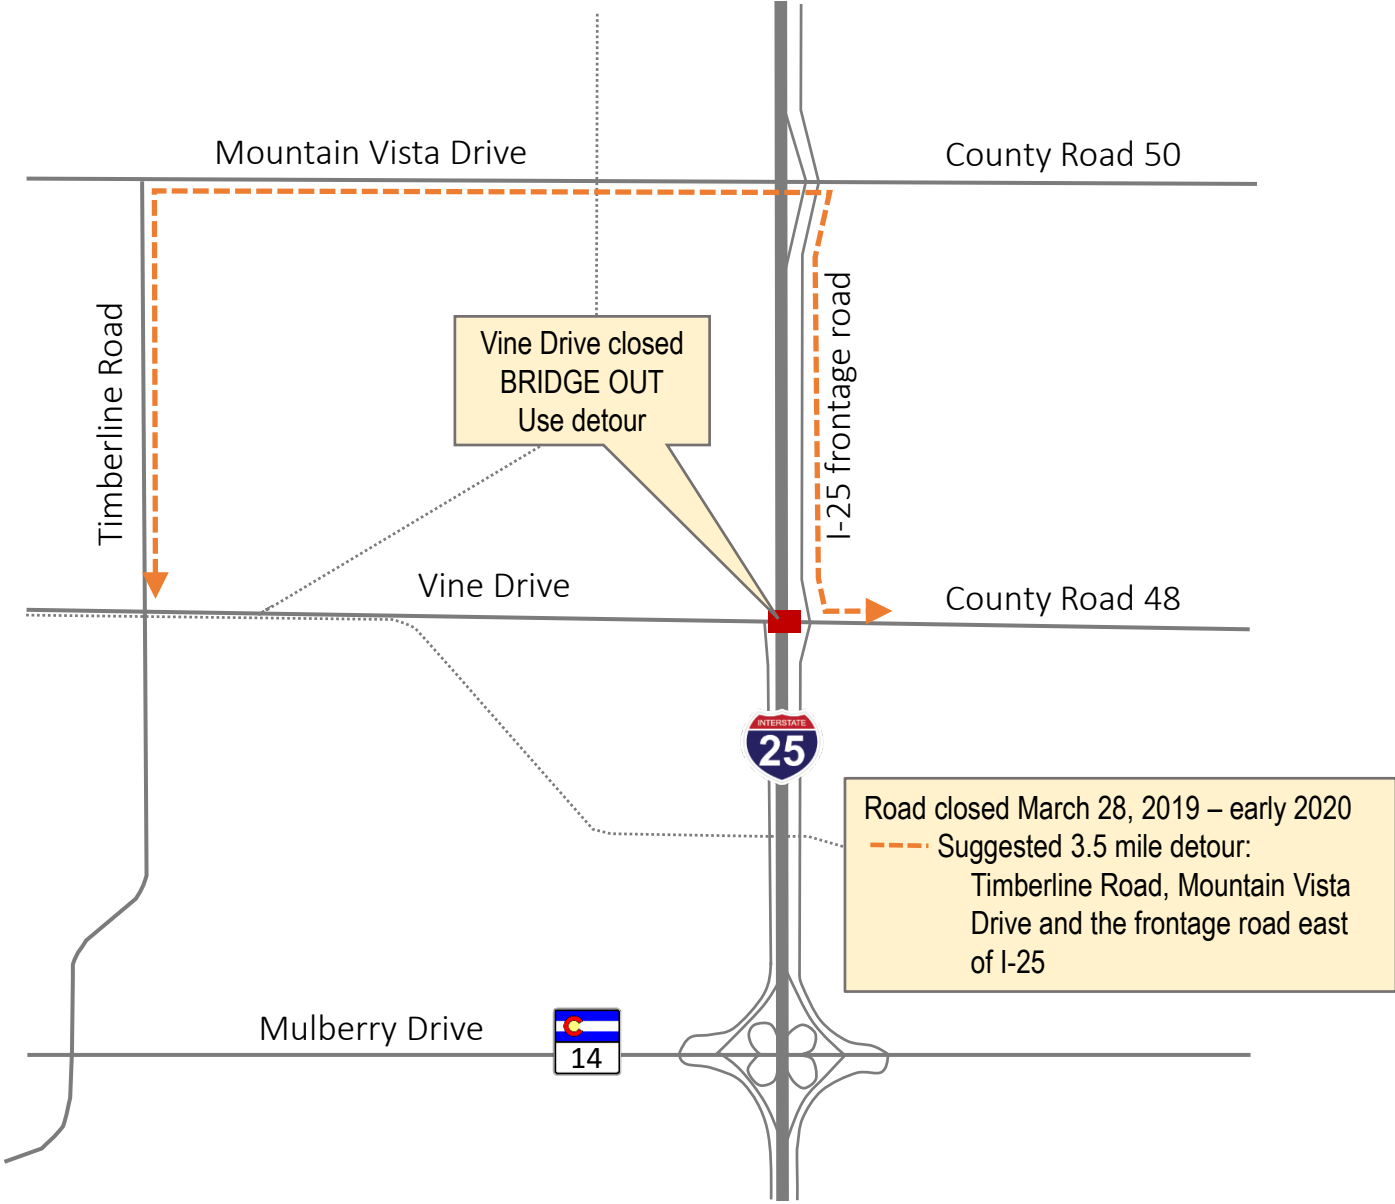 Mountain Vista Drive
County Road 50
Timberline Road
I-25 frontage road
Vine Drive closed
BRIDGE OUT
Use detour
Vine Drive
County Road 48
INTERSTATE
25
Road closed March 28, 2019 – early 2020
Suggested 3.5 mile detour:
Timberline Road, Mountain Vista
Drive and the frontage road east
of I-25
Mulberry Drive
14